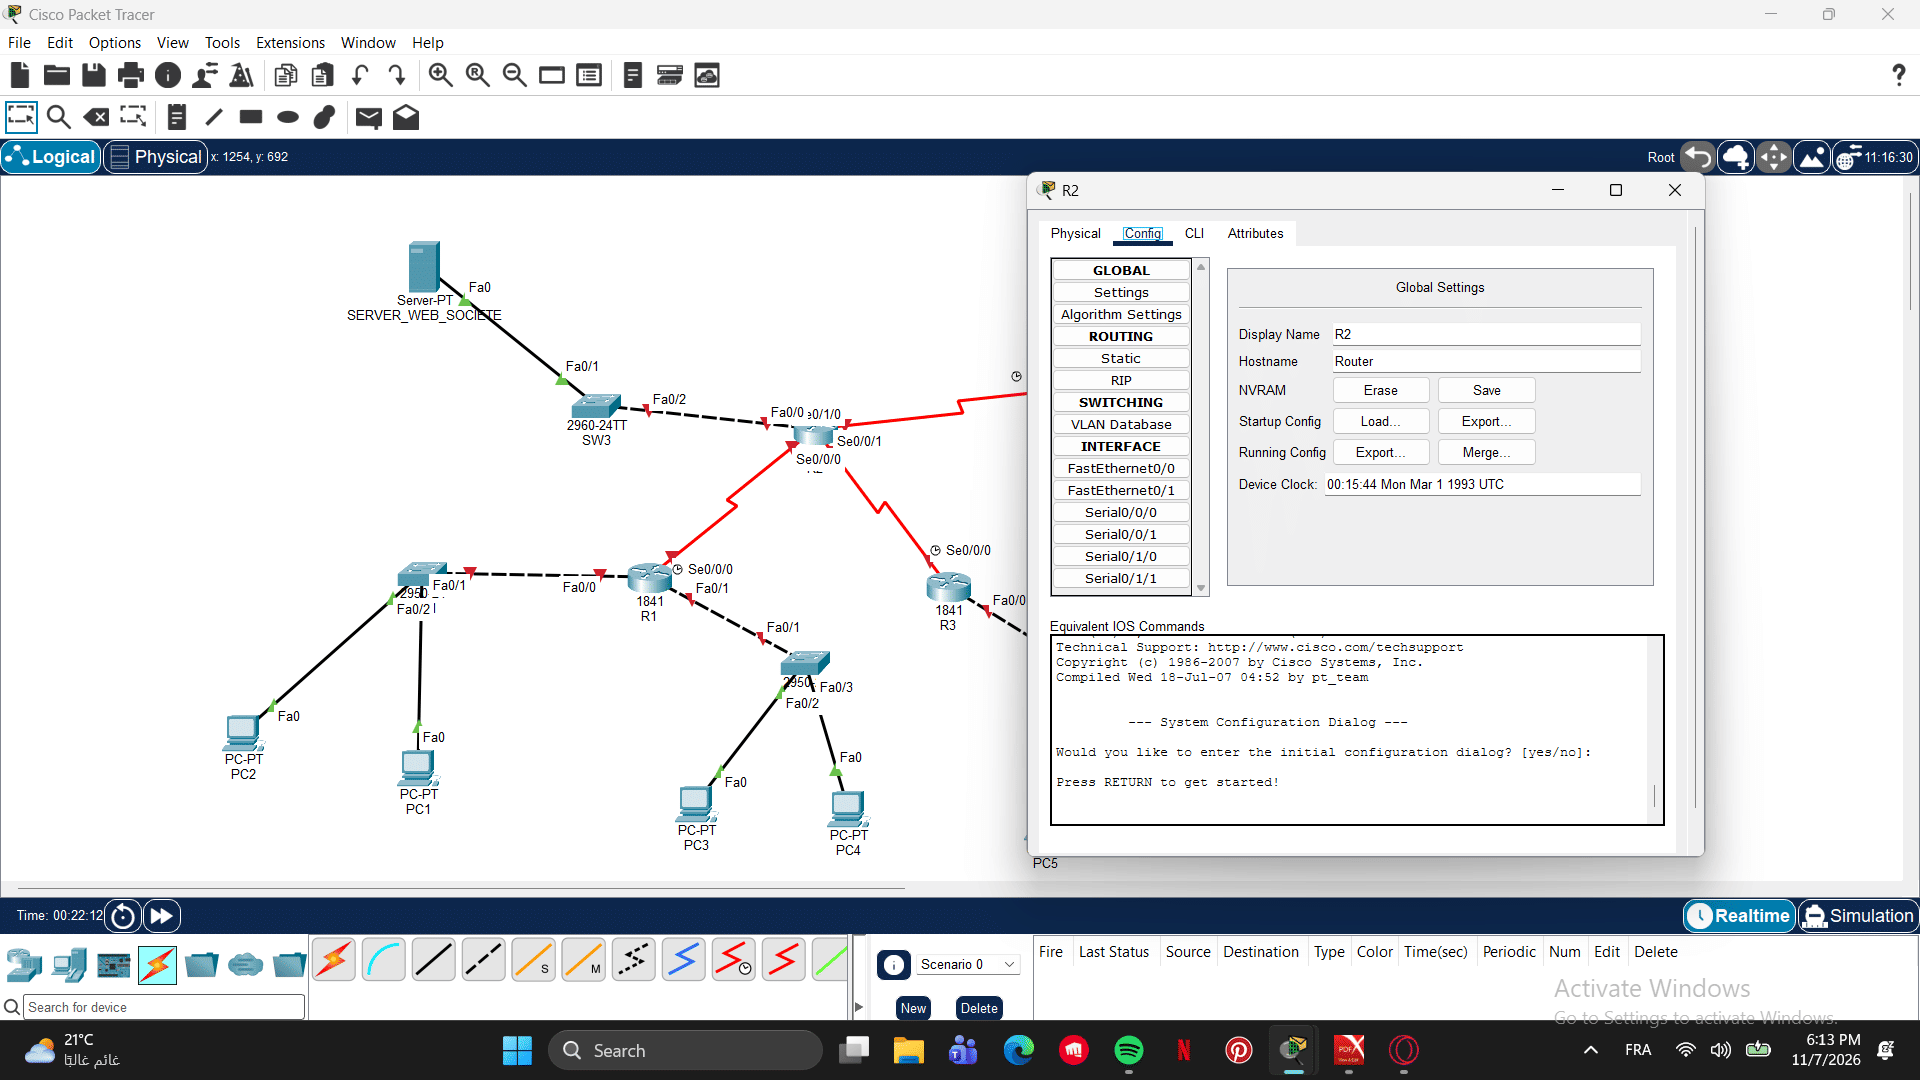 Cisco Packet Tracer
File Edit Options View Tools Extensions Window Help
Logical Physical x: 1254, y: 692 Root 11:16:30
Server-PT
SERVER_WEB_SOCIETE
Fa0
Fa0/1
Fa0/2
2960-24TT
SW3
Fa0/0
Se0/0/1
Se0/0/0
Fa0/1
Fa0/2
Fa0/0
Se0/0/0
Fa0/1
1841
R1
Se0/0/0
1841
R3
Fa0/0
Fa0/1
2950-
Fa0/3
Fa0/2
Fa0
PC-PT
PC2
Fa0
PC-PT
PC1
Fa0
PC-PT
PC3
Fa0
PC-PT
PC4
PC5
R2
Physical Config CLI Attributes
GLOBAL
Settings
Algorithm Settings
ROUTING
Static
RIP
SWITCHING
VLAN Database
INTERFACE
FastEthernet0/0
FastEthernet0/1
Serial0/0/0
Serial0/0/1
Serial0/1/0
Serial0/1/1
Global Settings
Display Name R2
Hostname Router
NVRAM Erase Save
Startup Config Load... Export...
Running Config Export... Merge...
Device Clock: 00:15:44 Mon Mar 1 1993 UTC
Equivalent IOS Commands
Technical Support: http://www.cisco.com/techsupport
Copyright (c) 1986-2007 by Cisco Systems, Inc.
Compiled Wed 18-Jul-07 04:52 by pt_team
--- System Configuration Dialog ---
Would you like to enter the initial configuration dialog? [yes/no]:
Press RETURN to get started!
Time: 00:22:12 Realtime Simulation
Scenario 0
New Delete
Fire Last Status Source Destination Type Color Time(sec) Periodic Num Edit Delete
Search for device
Activate Windows
Go to Settings to activate Windows.
21°C
غائم غالبًا
Search
FRA
6:13 PM
11/7/2026